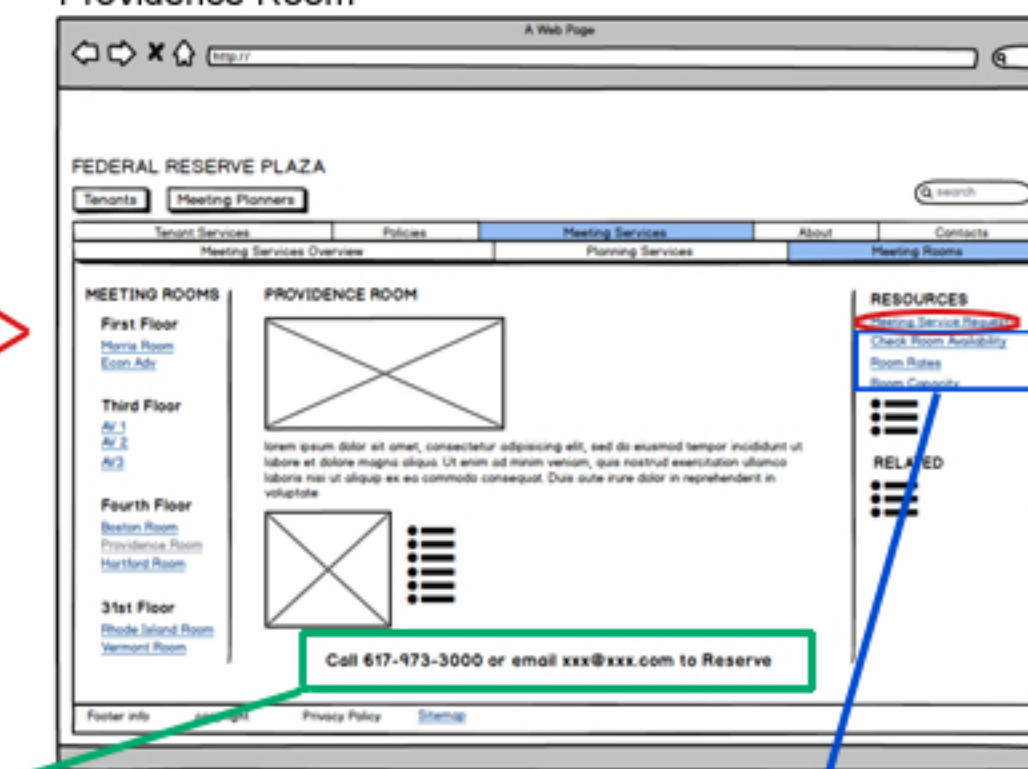 Providence Room
A Web Page
http://
FEDERAL RESERVE PLAZA
Tenants
Meeting Planners
search
Tenant Services
Policies
Meeting Services
About
Contacts
Meeting Services Overview
Planning Services
Meeting Rooms
MEETING ROOMS
First Floor
Morris Room
Econ Adv
Third Floor
AV 1
AV 2
AV3
Fourth Floor
Boston Room
Providence Room
Hartford Room
31st Floor
Rhode Island Room
Vermont Room
PROVIDENCE ROOM
lorem ipsum dolor sit amet, consectetur adipisicing elit, sed do eiusmod tempor incididunt ut
labore et dolore magna aliqua. Ut enim ad minim veniam, quis nostrud exercitation ullamco
laboris nisi ut aliquip ex ea commodo consequat. Duis aute irure dolor in reprehenderit in
voluptate
Call 617-973-3000 or email xxx@xxx.com to Reserve
RESOURCES
Meeting Service Request
Check Room Availability
Room Rates
Room Capacity
RELATED
Footer info
copyright
Privacy Policy
Sitemap